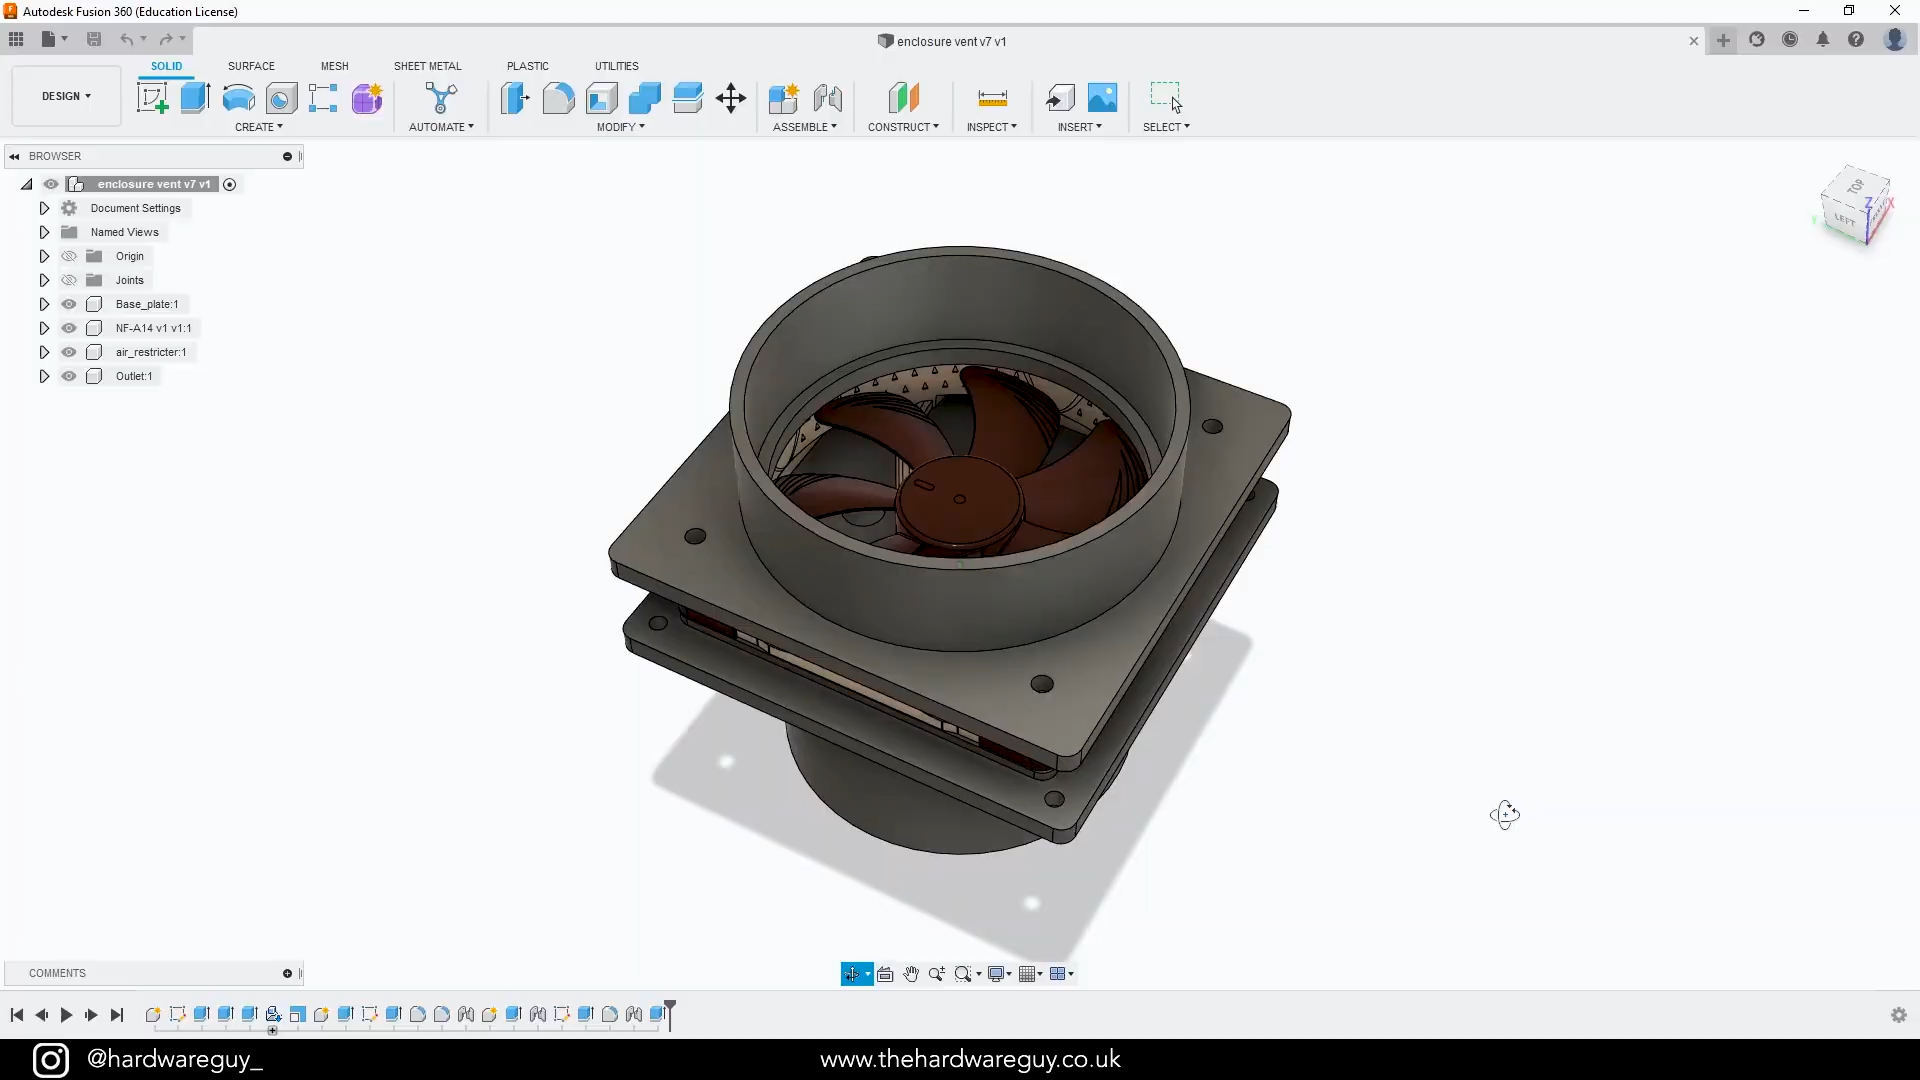 Autodesk Fusion 360 (Education License)
enclosure vent v7 v1
DESIGN
SOLID
SURFACE
MESH
SHEET METAL
PLASTIC
UTILITIES
CREATE
AUTOMATE
MODIFY
ASSEMBLE
CONSTRUCT
INSPECT
INSERT
SELECT
BROWSER
enclosure vent v7 v1
Document Settings
Named Views
Origin
Joints
Base_plate:1
NF-A14 v1 v1:1
air_restricter:1
Outlet:1
TOP
LEFT
Z
X
Y
COMMENTS
@hardwareguy_
www.thehardwareguy.co.uk